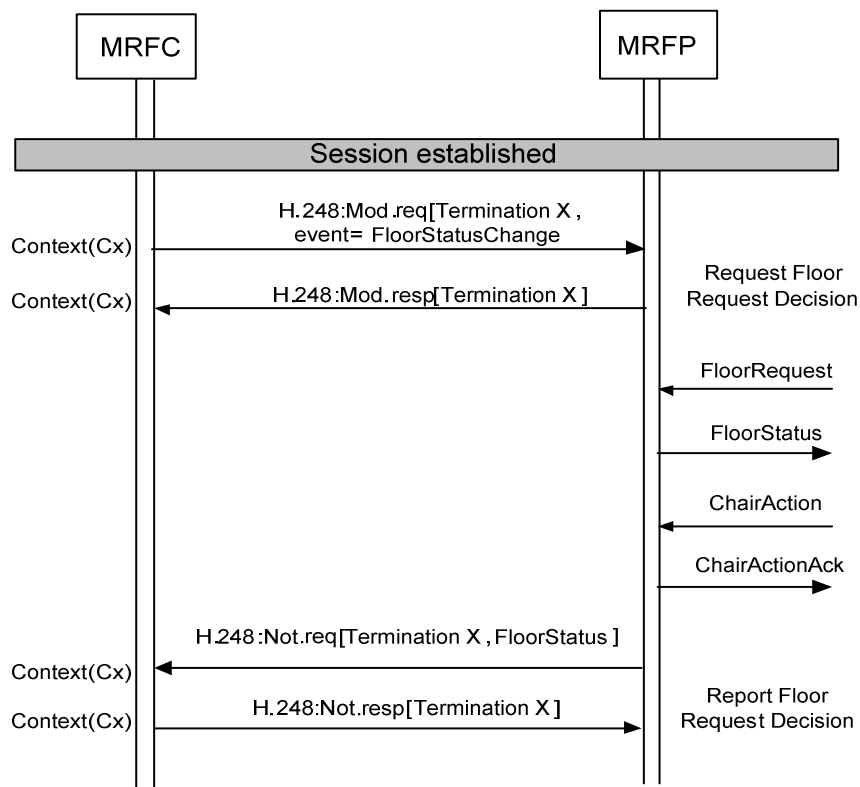 MRFC
MRFP
Session established
H.248:Mod.req[Termination X ,
event= FloorStatusChange
Context(Cx)
Request Floor
Request Decision
H.248:Mod.resp[Termination X ]
Context(Cx)
FloorRequest
FloorStatus
ChairAction
ChairActionAck
H.248:Not.req[Termination X , FloorStatus ]
Context(Cx)
Report Floor
Request Decision
H.248:Not.resp[Termination X ]
Context(Cx)